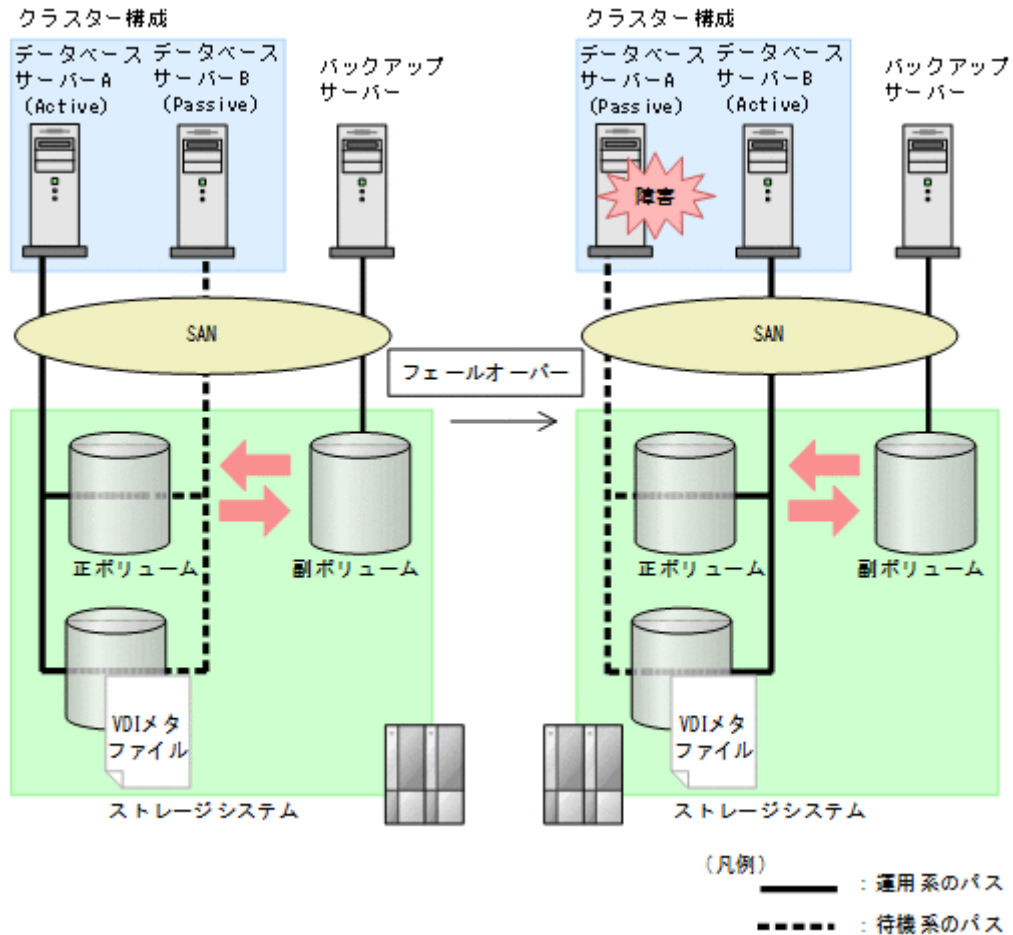 クラスター構成
データベース
サーバーA
(Active)
データベース
サーバーB
(Passive)
バックアップ
サーバー
SAN
正ボリューム
副ボリューム
VDIメタ
ファイル
ストレージシステム
フェールオーバー
クラスター構成
データベース
サーバーA
(Passive)
データベース
サーバーB
(Active)
バックアップ
サーバー
障害
SAN
正ボリューム
副ボリューム
VDIメタ
ファイル
ストレージシステム
(凡例)
：運用系のパス
：待機系のパス